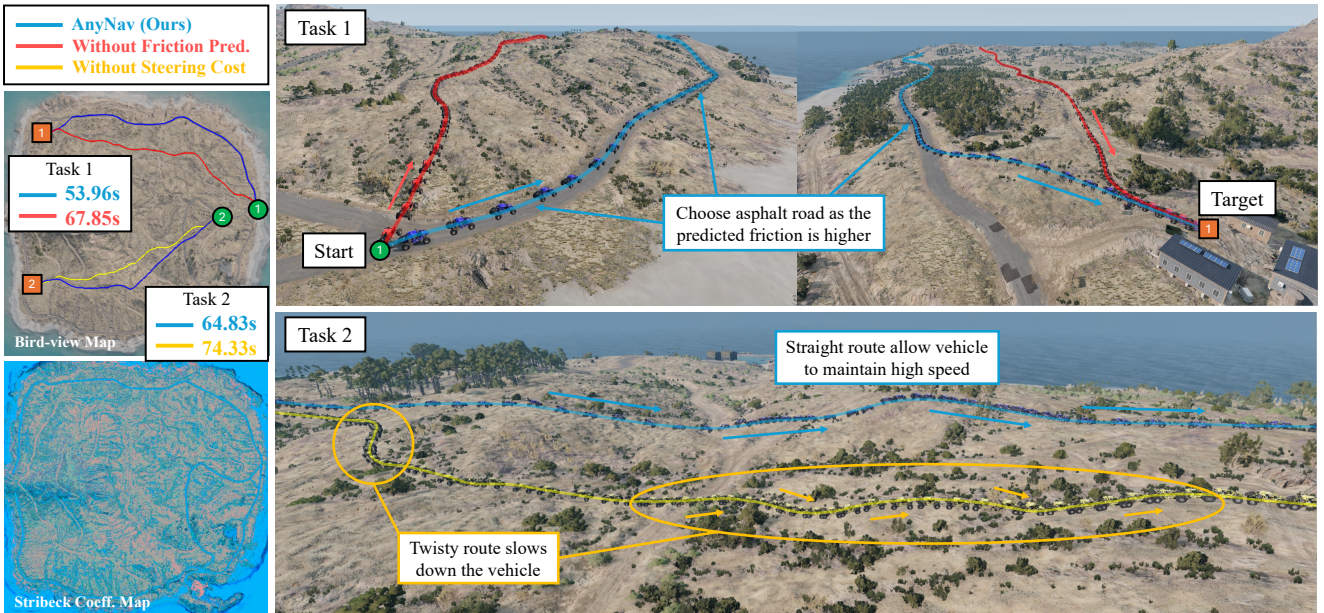 AnyNav (Ours)
Without Friction Pred.
Without Steering Cost
1
Task 1
53.96s
67.85s
2
1
2
Task 2
64.83s
74.33s
Bird-view Map
Stribeck Coeff. Map
Task 1
Start
1
Choose asphalt road as the
predicted friction is higher
Target
1
Task 2
Straight route allow vehicle
to maintain high speed
Twisty route slows
down the vehicle